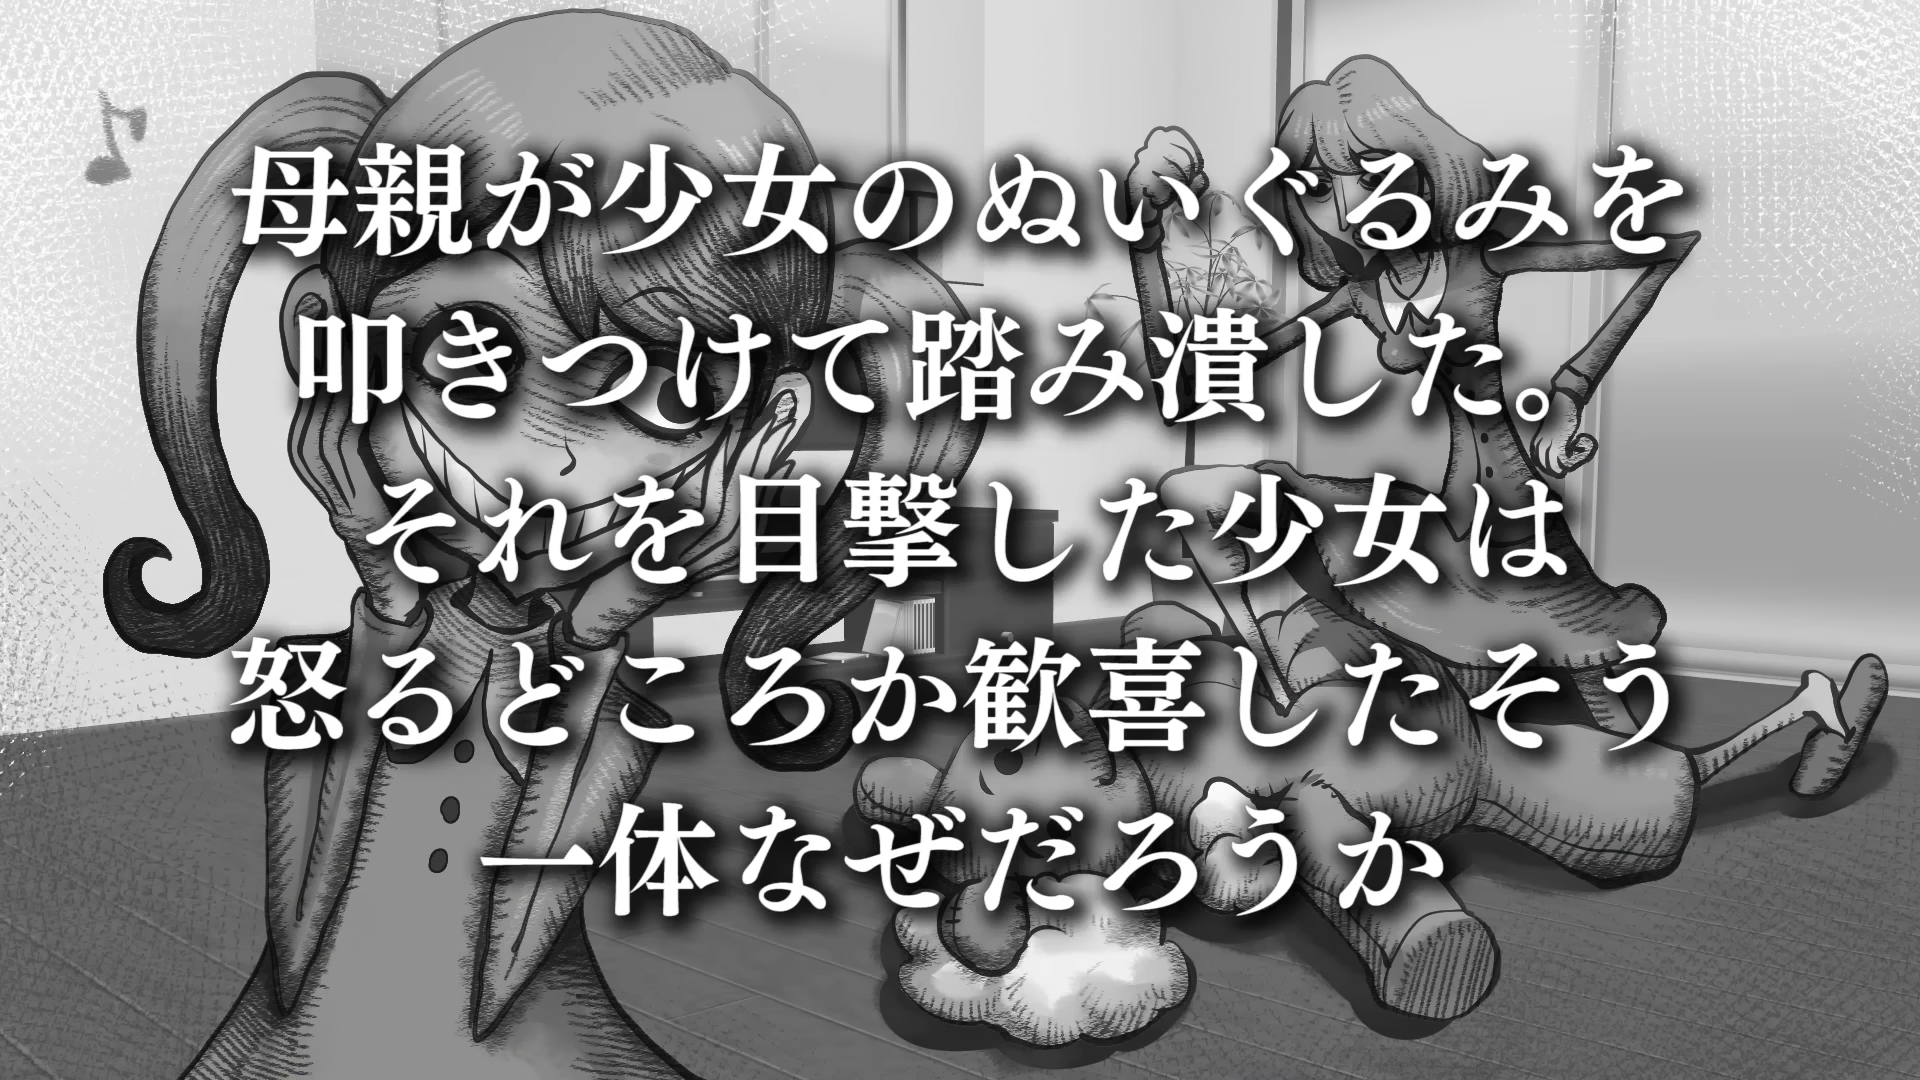 母親が少女のぬいぐるみを
叩きつけて踏み潰した。
それを目撃した少女は
怒るどころか歓喜したそう
一体なぜだろうか